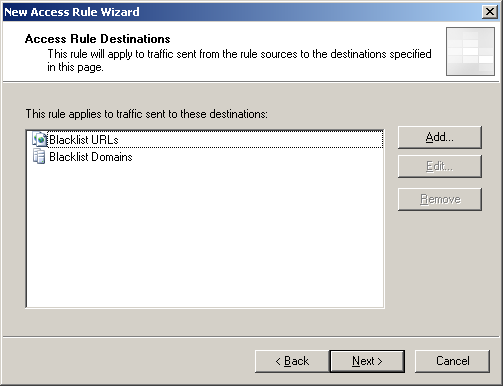 New Access Rule Wizard
Access Rule Destinations
This rule will apply to traffic sent from the rule sources to the destinations specified
in this page.
This rule applies to traffic sent to these destinations:
Blacklist URLs
Blacklist Domains
Add...
Edit...
Remove
< Back
Next >
Cancel